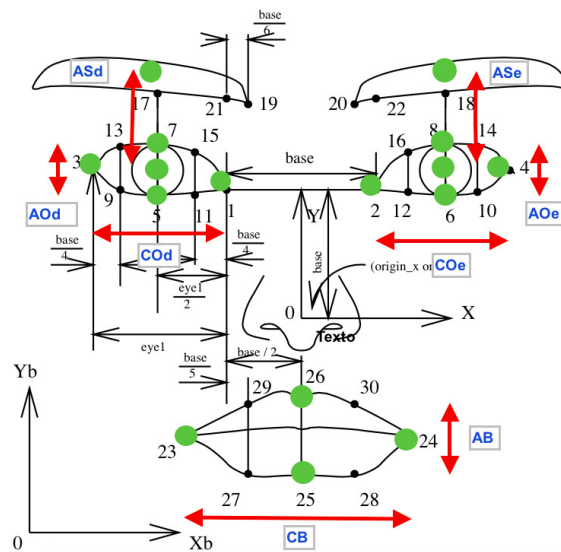 base
6
ASd
ASe
17
21
19
20
22
18
13
7
15
16
8
14
3
base
4
AOd
9
5
11
1
2
12
6
10
AOe
Y
base
4
COd
base
4
base
(origin_x or
COe
eye1
2
0
X
Texto
eye1
base
5
base / 2
Yb
29
26
30
23
24
AB
27
25
28
0
Xb
CB